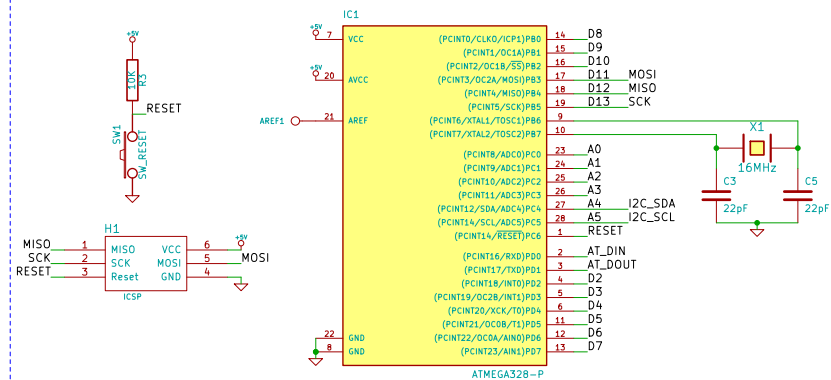 IC1
+5V
7
VCC
+5V
20
AVCC
AREF1
21
AREF
22
GND
8
GND
(PCINT0/CLKO/ICP1)PB0
14
D8
(PCINT1/OC1A)PB1
15
D9
(PCINT2/OC1B/SS)PB2
16
D10
(PCINT3/OC2A/MOSI)PB3
17
D11
MOSI
(PCINT4/MISO)PB4
18
D12
MISO
(PCINT5/SCK)PB5
19
D13
SCK
(PCINT6/XTAL1/TOSC1)PB6
9
(PCINT7/XTAL2/TOSC2)PB7
10
(PCINT8/ADC0)PC0
23
A0
(PCINT9/ADC1)PC1
24
A1
(PCINT10/ADC2)PC2
25
A2
(PCINT11/ADC3)PC3
26
A3
(PCINT12/SDA/ADC4)PC4
27
A4
I2C_SDA
(PCINT14/SCL/ADC5)PC5
28
A5
I2C_SCL
(PCINT14/RESET)PC6
1
RESET
(PCINT16/RXD)PD0
2
AT_DIN
(PCINT17/TXD)PD1
3
AT_DOUT
(PCINT18/INT0)PD2
4
D2
(PCINT19/OC2B/INT1)PD3
5
D3
(PCINT20/XCK/T0)PD4
6
D4
(PCINT21/OC0B/T1)PD5
11
D5
(PCINT22/OC0A/AIN0)PD6
12
D6
(PCINT23/AIN1)PD7
13
D7
ATMEGA328-P
+5V
10K
R3
RESET
SW1
SW_RESET
H1
MISO
1
MISO
SCK
2
SCK
RESET
3
Reset
VCC
6
+5V
MOSI
5
MOSI
GND
4
ICSP
X1
16MHz
C3
22pF
C5
22pF